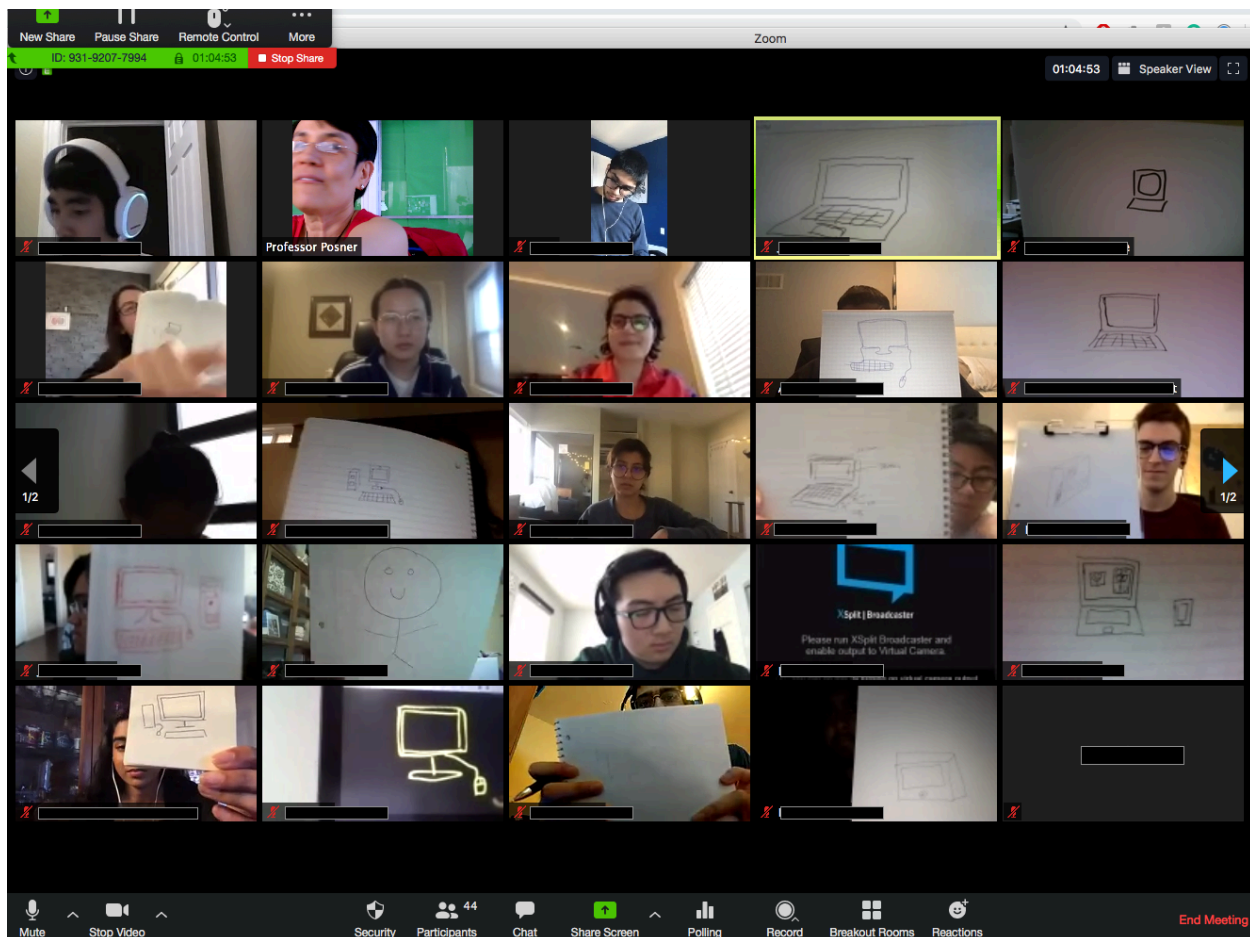 New Share Pause Share Remote Control More
Zoom
ID: 931-9207-7994 01:04:53 Stop Share
01:04:53 Speaker View
Professor Posner
1/2
1/2
XSplit | Broadcaster
Please run XSplit Broadcaster and
enable output to Virtual Camera.
Mute Stop Video Security Participants 44 Chat Share Screen Polling Record Breakout Rooms Reactions End Meeting